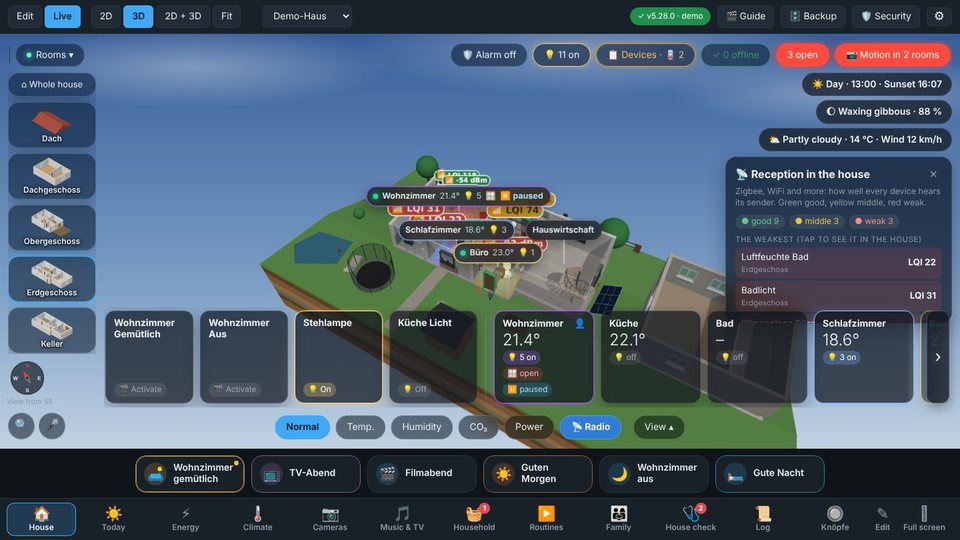 Edit Live 2D 3D 2D + 3D Fit Demo-Haus ✓ v5.28.0 · demo Guide Backup Security
Rooms ▾ Alarm off 11 on Devices · 2 ✓ 0 offline 3 open Motion in 2 rooms
Whole house
Day · 13:00 · Sunset 16:07
Waxing gibbous · 88 %
Partly cloudy · 14 °C · Wind 12 km/h
Dach
Dachgeschoss
Obergeschoss
Erdgeschoss
Keller
Reception in the house ✕
Zigbee, WiFi and more: how well every device hears
its sender. Green good, yellow middle, red weak.
good 9 middle 3 weak 3
THE WEAKEST (TAP TO SEE IT IN THE HOUSE)
Luftfeuchte Bad
Erdgeschoss
LQI 22
Badlicht
Erdgeschoss
LQI 31
-54 dBm
Wohnzimmer 21.4° 5 paused
LQI 31
LQI 74
Schlafzimmer 18.6° 3
Hauswirtschaft
Büro 23.0° 1
Wohnzimmer
Gemütlich
Activate
Wohnzimmer
Aus
Activate
Stehlampe
On
Küche Licht
Off
Wohnzimmer
21.4°
5 on
open
paused
Küche
22.1°
off
Bad
–
off
Schlafzimmer
18.6°
3 on
View from SE
Normal Temp. Humidity CO₂ Power Radio View ▴
Wohnzimmer
gemütlich
TV-Abend
Filmabend
Guten
Morgen
Wohnzimmer
aus
Gute Nacht
House
Today
Energy
Climate
Cameras
Music & TV
1
Household
Routines
Family
2
House check
Log
Knöpfe
Edit
Full screen